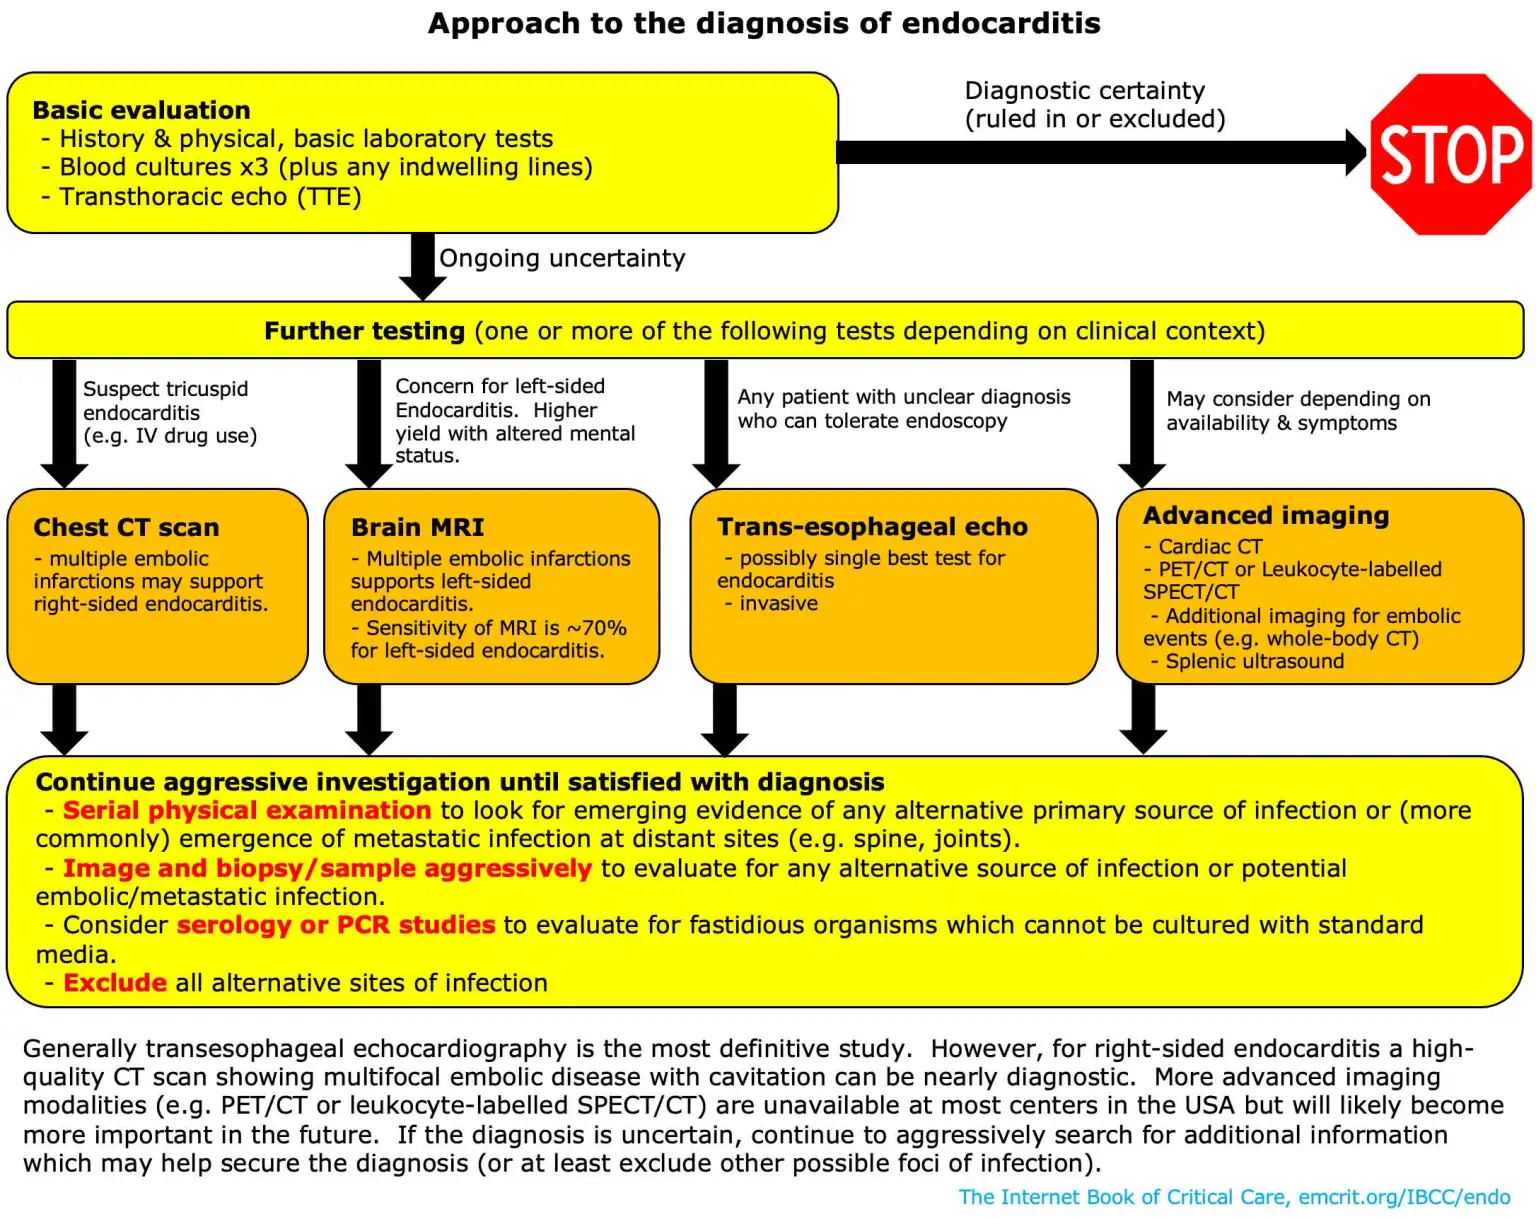 Approach to the diagnosis of endocarditis
Basic evaluation
- History & physical, basic laboratory tests
- Blood cultures x3 (plus any indwelling lines)
- Transthoracic echo (TTE)
Diagnostic certainty
(ruled in or excluded)
STOP
Ongoing uncertainty
Further testing (one or more of the following tests depending on clinical context)
Suspect tricuspid
endocarditis
(e.g. IV drug use)
Concern for left-sided
Endocarditis.  Higher
yield with altered mental
status.
Any patient with unclear diagnosis
who can tolerate endoscopy
May consider depending on
availability & symptoms
Chest CT scan
- multiple embolic
infarctions may support
right-sided endocarditis.
Brain MRI
- Multiple embolic infarctions
supports left-sided
endocarditis.
- Sensitivity of MRI is ~70%
for left-sided endocarditis.
Trans-esophageal echo
- possibly single best test for
endocarditis
- invasive
Advanced imaging
- Cardiac CT
- PET/CT or Leukocyte-labelled
SPECT/CT
- Additional imaging for embolic
events (e.g. whole-body CT)
- Splenic ultrasound
Continue aggressive investigation until satisfied with diagnosis
- Serial physical examination to look for emerging evidence of any alternative primary source of infection or (more
commonly) emergence of metastatic infection at distant sites (e.g. spine, joints).
- Image and biopsy/sample aggressively to evaluate for any alternative source of infection or potential
embolic/metastatic infection.
- Consider serology or PCR studies to evaluate for fastidious organisms which cannot be cultured with standard
media.
- Exclude all alternative sites of infection
Generally transesophageal echocardiography is the most definitive study.  However, for right-sided endocarditis a high-
quality CT scan showing multifocal embolic disease with cavitation can be nearly diagnostic.  More advanced imaging
modalities (e.g. PET/CT or leukocyte-labelled SPECT/CT) are unavailable at most centers in the USA but will likely become
more important in the future.  If the diagnosis is uncertain, continue to aggressively search for additional information
which may help secure the diagnosis (or at least exclude other possible foci of infection).
The Internet Book of Critical Care, emcrit.org/IBCC/endo